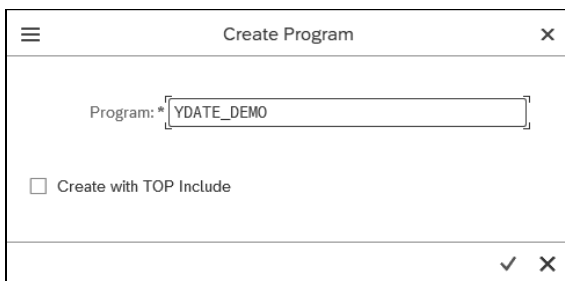 Create Program
Program: * YDATE_DEMO
Create with TOP Include